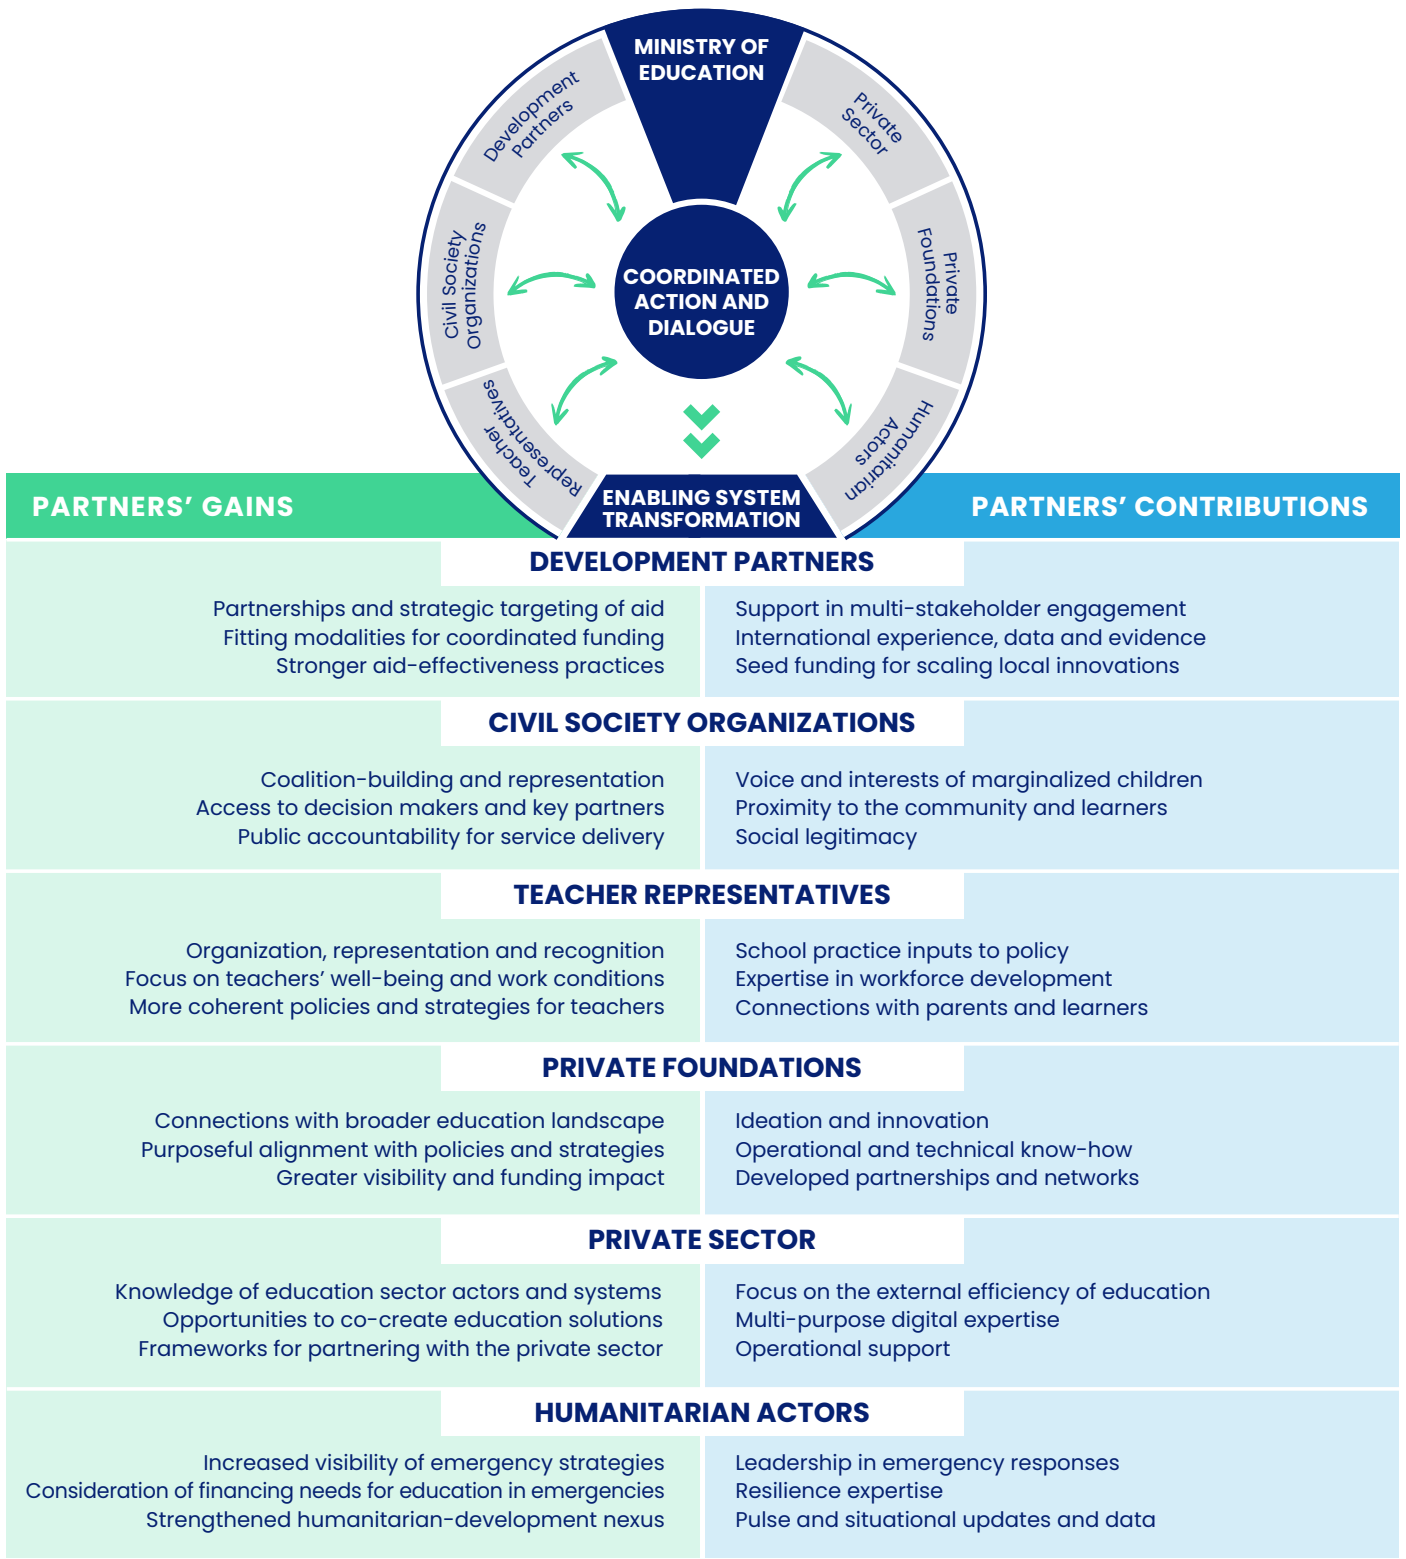 MINISTRY OF
EDUCATION
Development
Partners
Private
Sector
Civil Society
Organizations
Private
Foundations
Teacher
Representatives
Humanitarian
Actors
COORDINATED
ACTION AND
DIALOGUE
ENABLING SYSTEM
TRANSFORMATION
PARTNERS’ GAINS
PARTNERS’ CONTRIBUTIONS
DEVELOPMENT PARTNERS
Partnerships and strategic targeting of aid
Fitting modalities for coordinated funding
Stronger aid-effectiveness practices
Support in multi-stakeholder engagement
International experience, data and evidence
Seed funding for scaling local innovations
CIVIL SOCIETY ORGANIZATIONS
Coalition-building and representation
Access to decision makers and key partners
Public accountability for service delivery
Voice and interests of marginalized children
Proximity to the community and learners
Social legitimacy
TEACHER REPRESENTATIVES
Organization, representation and recognition
Focus on teachers’ well-being and work conditions
More coherent policies and strategies for teachers
School practice inputs to policy
Expertise in workforce development
Connections with parents and learners
PRIVATE FOUNDATIONS
Connections with broader education landscape
Purposeful alignment with policies and strategies
Greater visibility and funding impact
Ideation and innovation
Operational and technical know-how
Developed partnerships and networks
PRIVATE SECTOR
Knowledge of education sector actors and systems
Opportunities to co-create education solutions
Frameworks for partnering with the private sector
Focus on the external efficiency of education
Multi-purpose digital expertise
Operational support
HUMANITARIAN ACTORS
Increased visibility of emergency strategies
Consideration of financing needs for education in emergencies
Strengthened humanitarian-development nexus
Leadership in emergency responses
Resilience expertise
Pulse and situational updates and data